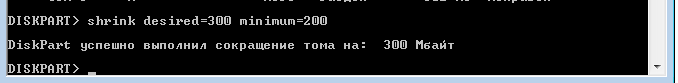 DISKPART> shrink desired=300 minimum=200
DiskPart успешно выполнил сокращение тома на:  300 Мбайт
DISKPART>